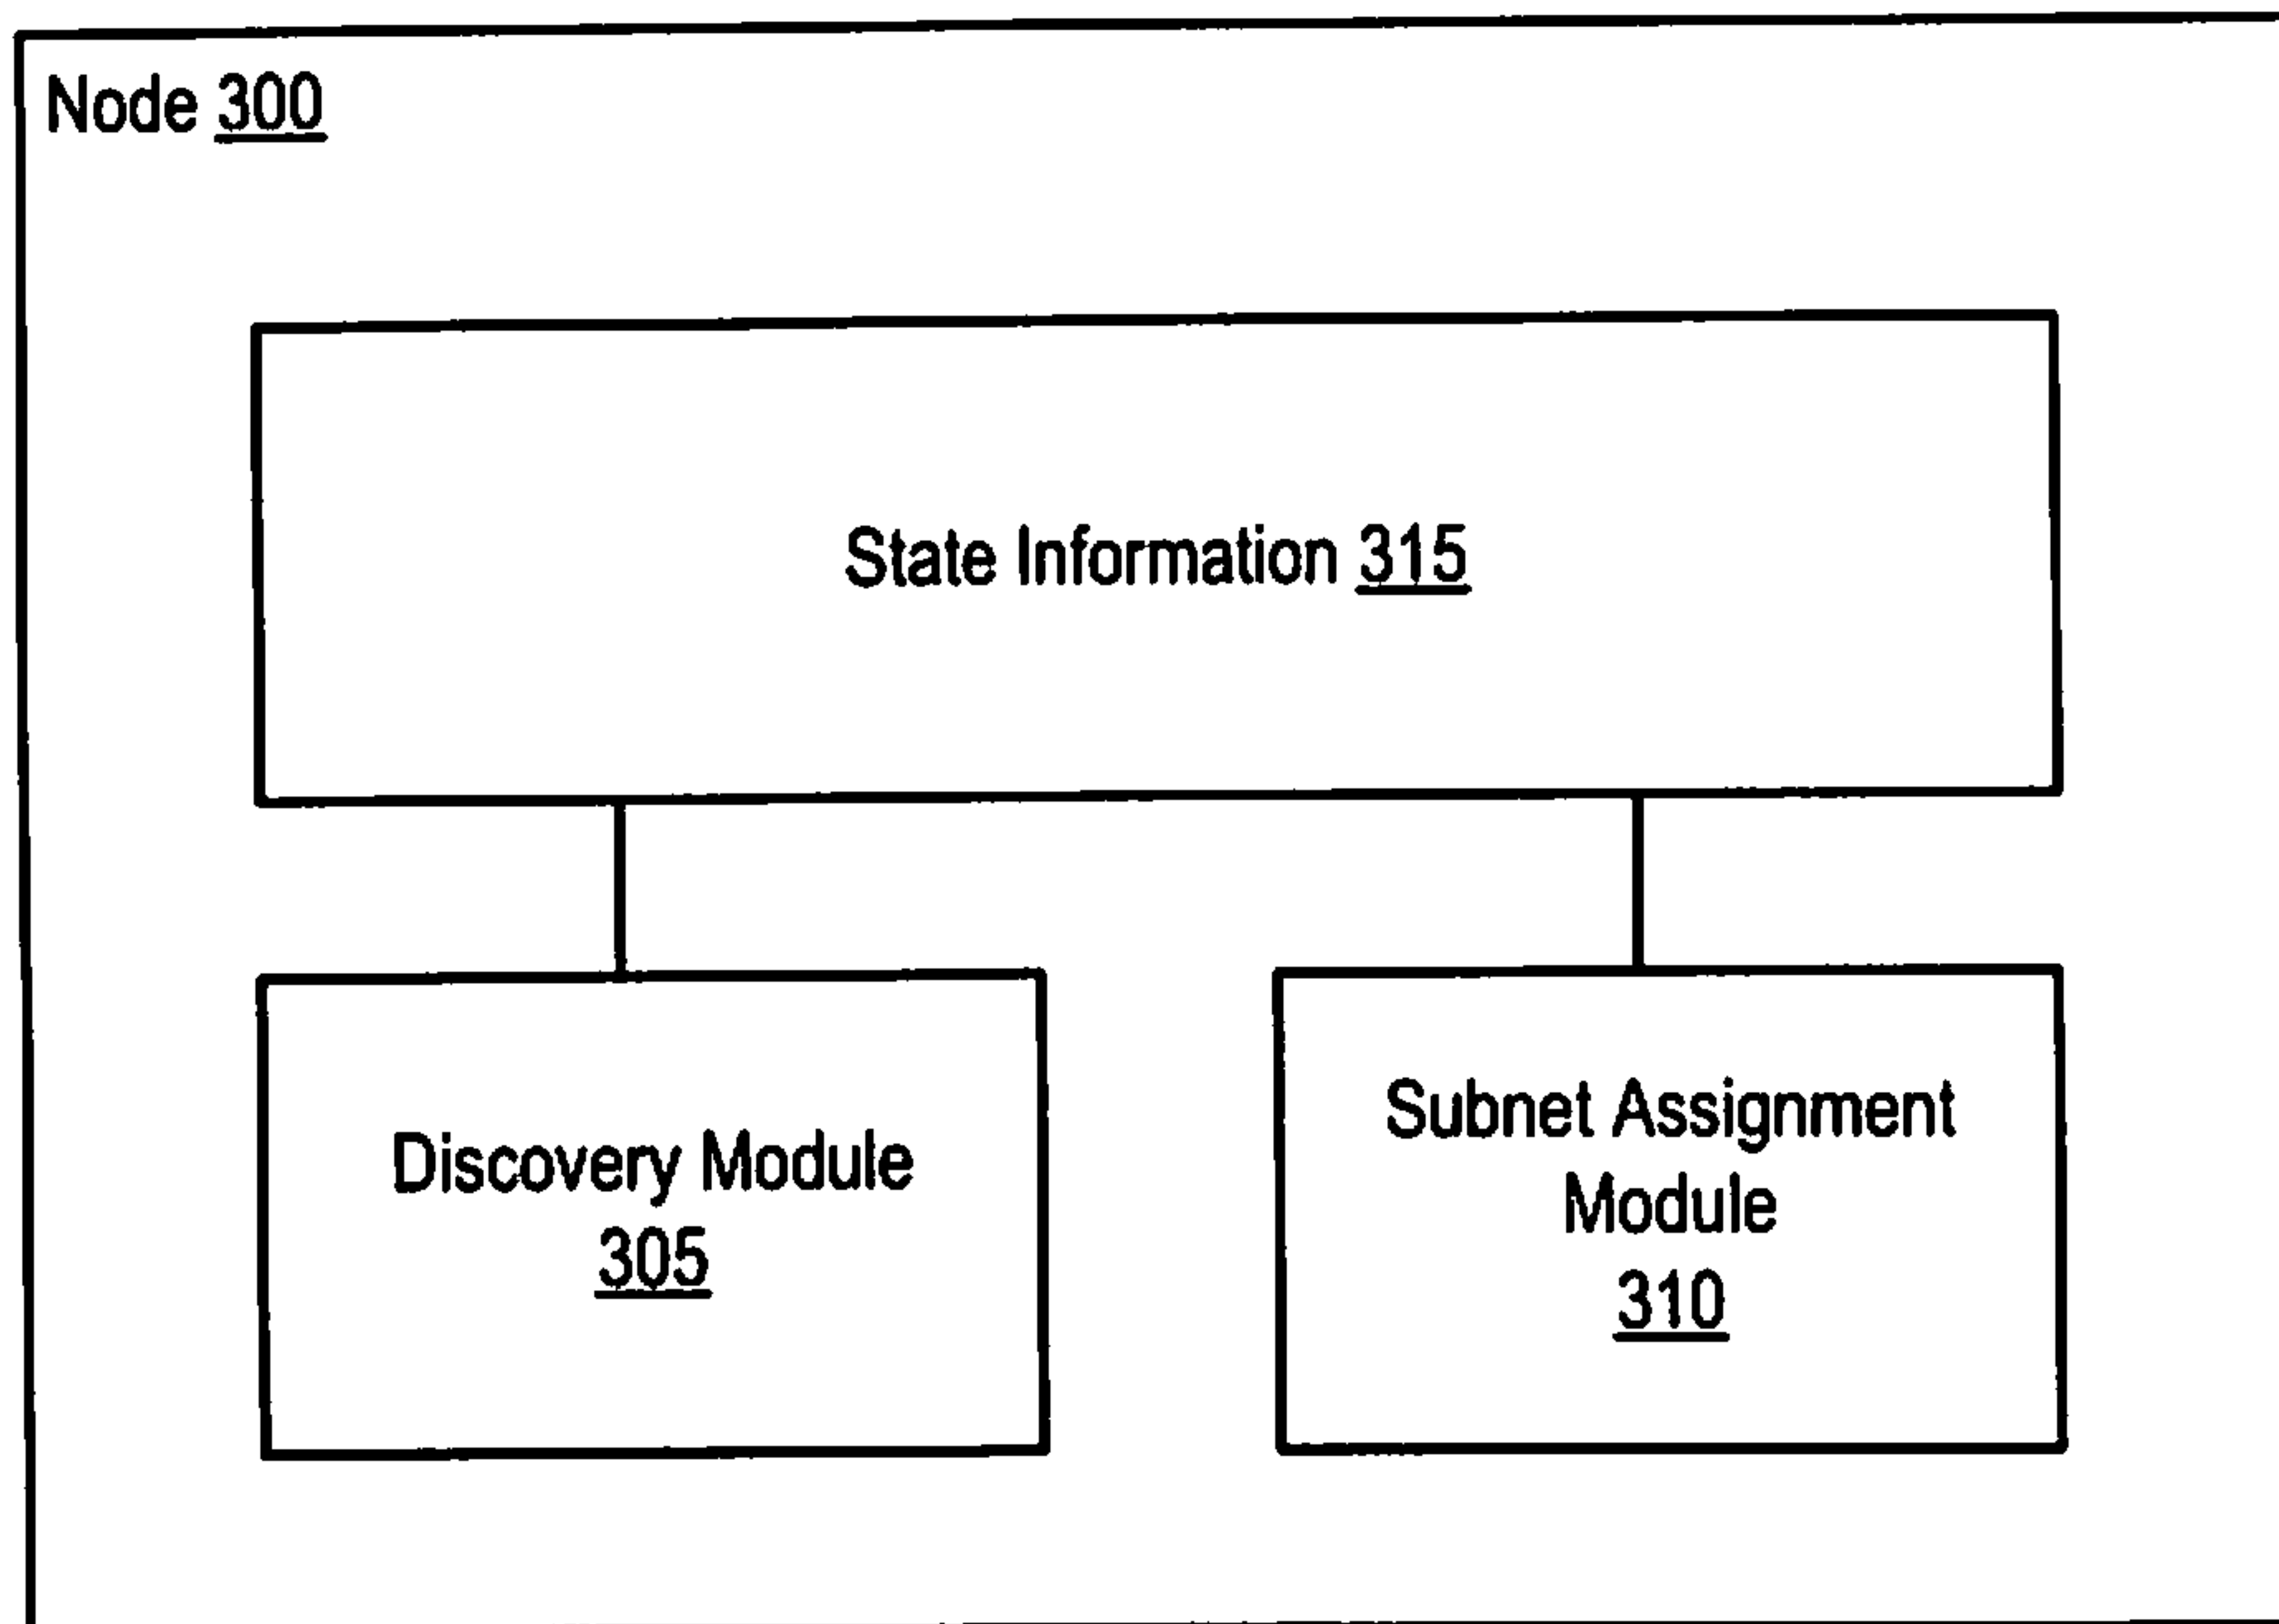 Node 300
State Information 315
Discovery Module
305
Subnet Assignment
Module
310